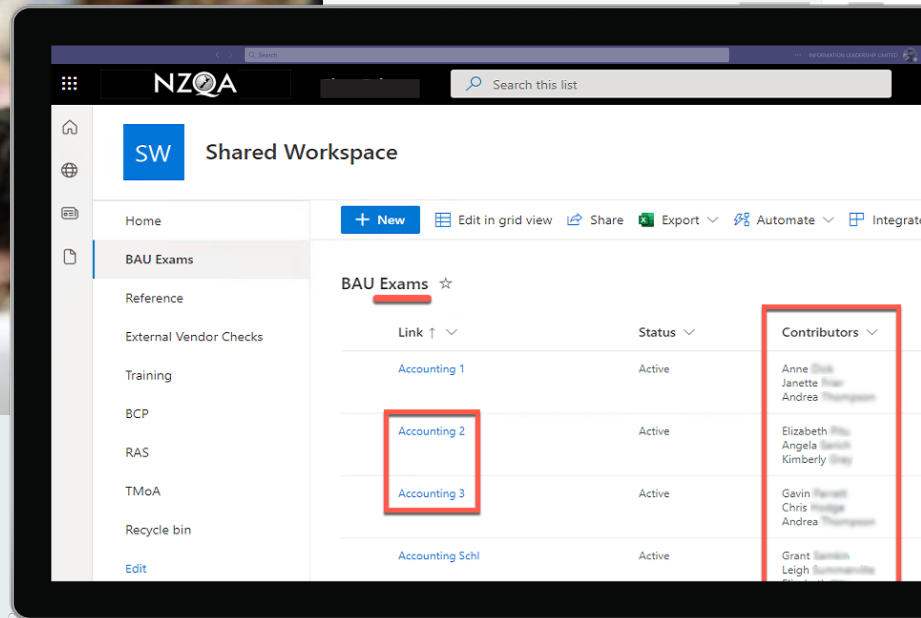 Search
INFORMATION LEADERSHIP LIMITED
NZQA
Search this list
SW
Shared Workspace
Home
BAU Exams
Reference
External Vendor Checks
Training
BCP
RAS
TMoA
Recycle bin
Edit
New
Edit in grid view
Share
Export
Automate
Integrate
BAU Exams
Link
Status
Contributors
Accounting 1
Active
Anne
Janette
Andrea
Accounting 2
Active
Elizabeth
Angela
Kimberly
Accounting 3
Active
Gavin
Chris
Andrea
Accounting Schl
Active
Grant
Leigh